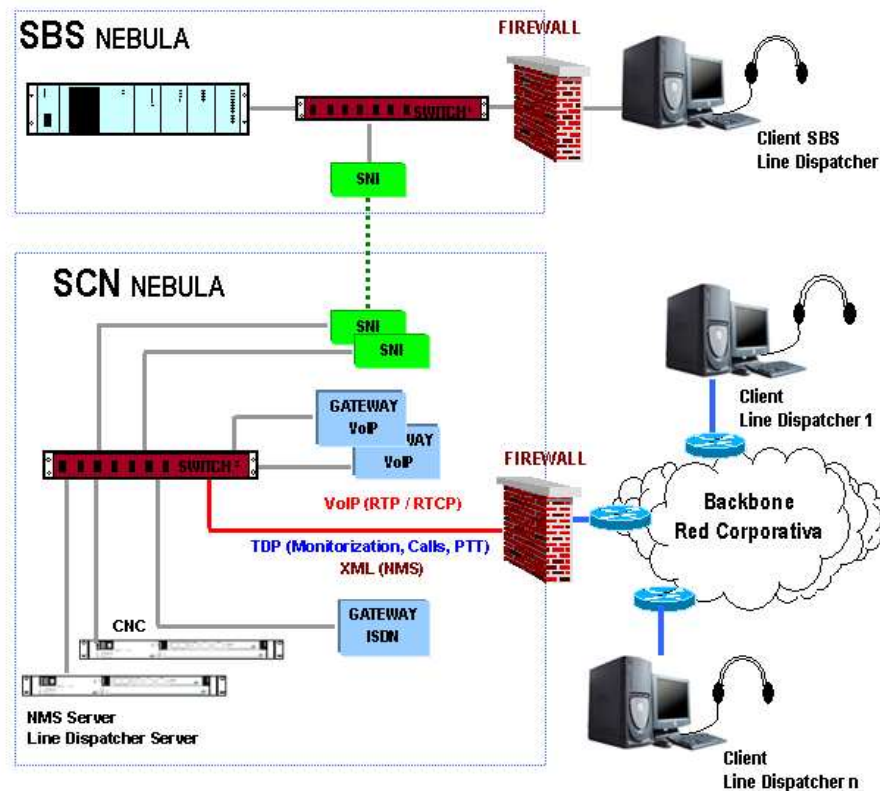 SBS NEBULA
FIREWALL
SWITCH
SNI
Client SBS
Line Dispatcher
SCN NEBULA
SNI
SNI
GATEWAY
VoIP
WAY
VoIP
SWITCH
Client
Line Dispatcher 1
FIREWALL
VoIP (RTP / RTCP)
TDP (Monitorization, Calls, PTT)
XML (NMS)
Backbone
Red Corporativa
GATEWAY
ISDN
CNC
NMS Server
Line Dispatcher Server
Client
Line Dispatcher n